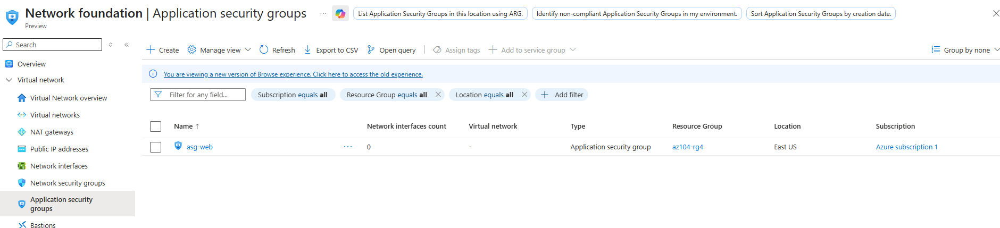 Network foundation | Application security groups
Preview
List Application Security Groups in this location using ARG.
Identify non-compliant Application Security Groups in my environment.
Sort Application Security Groups by creation date.
Search
Overview
Virtual network
Virtual Network overview
Virtual networks
NAT gateways
Public IP addresses
Network interfaces
Network security groups
Application security
groups
Bastions
Create Manage view Refresh Export to CSV Open query Assign tags Add to service group Group by none
You are viewing a new version of Browse experience. Click here to access the old experience.
Filter for any field... Subscription equals all Resource Group equals all Location equals all Add filter
Name ↑ Network interfaces count Virtual network Type Resource Group Location Subscription
asg-web ··· 0 - Application security group az104-rg4 East US Azure subscription 1